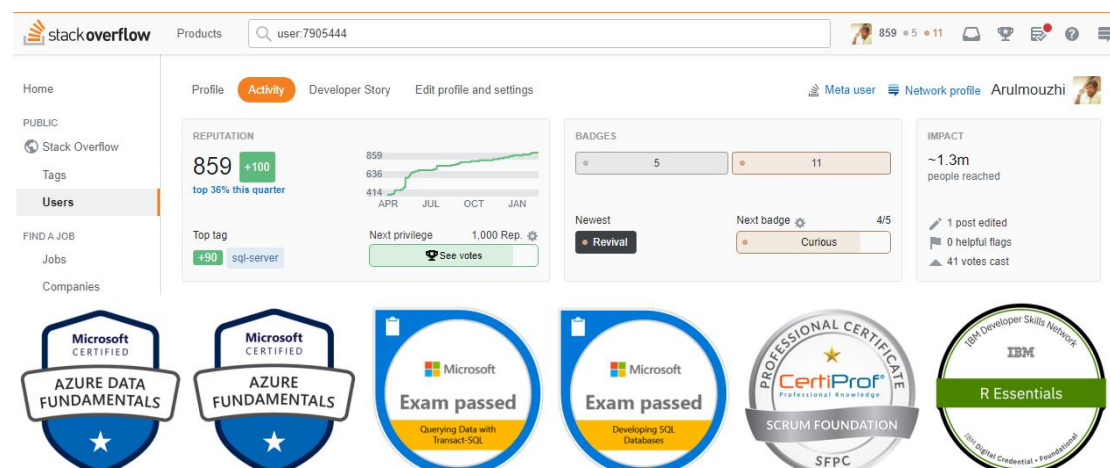 stackoverflow Products user:7905444 859 5 11
Home
Profile Activity Developer Story Edit profile and settings Meta user Network profile Arulmouzhi
PUBLIC
Stack Overflow
Tags
Users
FIND A JOB
Jobs
Companies
REPUTATION
859 +100
top 36% this quarter
859
636
414
APR JUL OCT JAN
Top tag
+90 sql-server
Next privilege 1,000 Rep.
See votes
BADGES
5 11
Newest
Revival
Next badge 4/5
Curious
IMPACT
~1.3m
people reached
1 post edited
0 helpful flags
41 votes cast
Microsoft
CERTIFIED
AZURE DATA
FUNDAMENTALS
Microsoft
CERTIFIED
AZURE
FUNDAMENTALS
Microsoft
Exam passed
Querying Data with
Transact-SQL
Microsoft
Exam passed
Developing SQL
Databases
PROFESSIONAL CERTIFICATE
CertiProf®
Professional Knowledge
SCRUM FOUNDATION
SFPC
IBM Developer Skills Network
IBM
R Essentials
IBM Digital Credential • Foundational